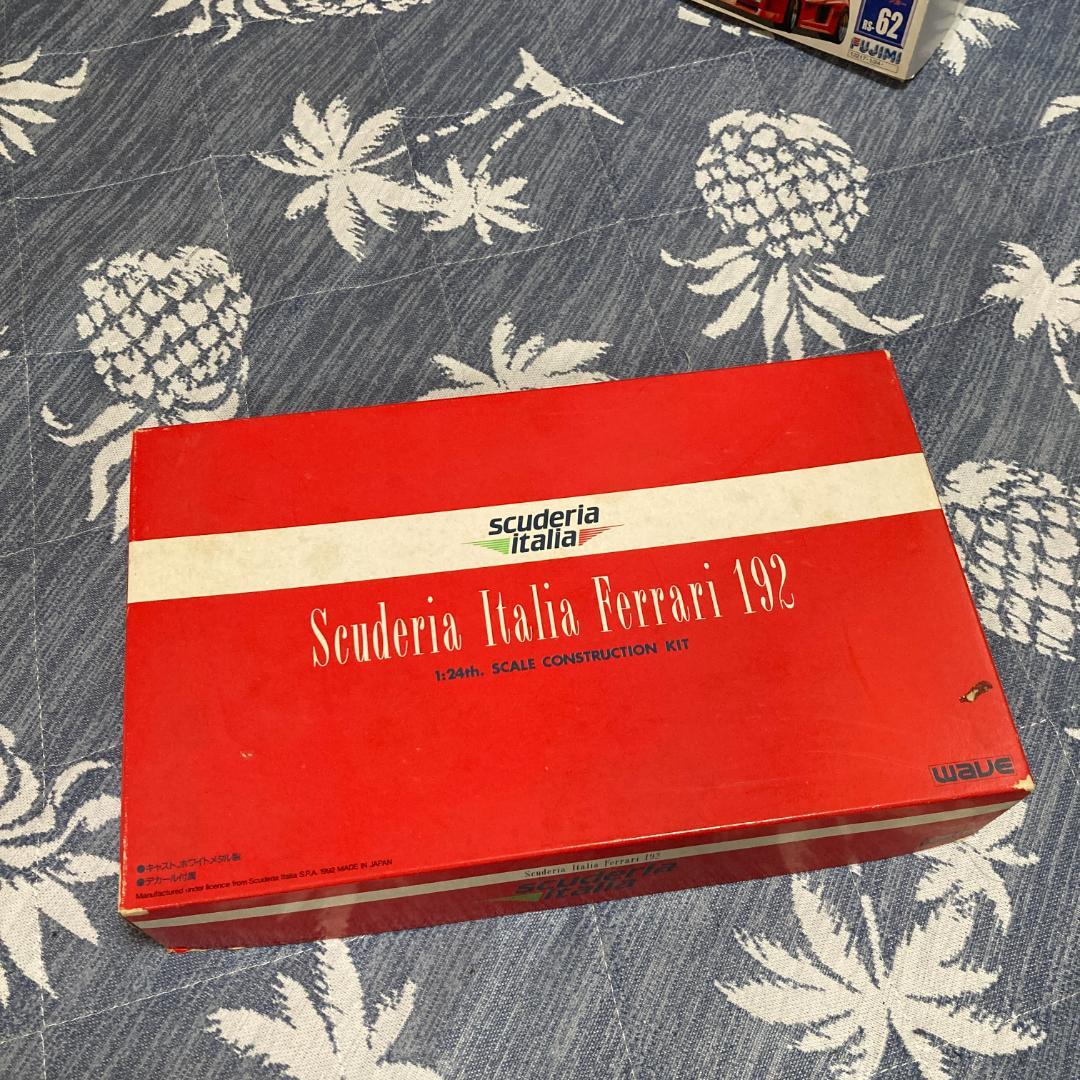 RS-62
FUJIMI
scuderia
italia
Scuderia Italia Ferrari 192
1:24th. SCALE CONSTRUCTION KIT
wave
●キャスト、ホワイトメタル製
●デカール付属
Manufactured under licence from Scuderia Italia S.P.A. 1992 MADE IN JAPAN
Scuderia Italia Ferrari 192
scuderia
italia